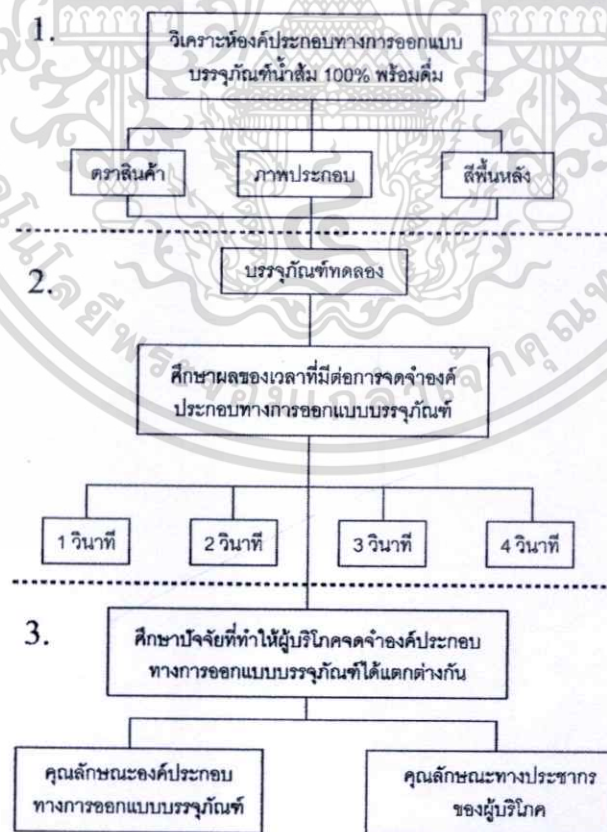 1.
วิเคราะห์องค์ประกอบทางการออกแบบ
บรรจุภัณฑ์น้ำส้ม 100% พร้อมดื่ม
ตราสินค้า
ภาพประกอบ
สีพื้นหลัง
2.
บรรจุภัณฑ์ทดลอง
ศึกษาผลของเวลาที่มีต่อการจดจำองค์
ประกอบทางการออกแบบบรรจุภัณฑ์
1 วินาที
2 วินาที
3 วินาที
4 วินาที
3.
ศึกษาปัจจัยที่ทำให้ผู้บริโภคจดจำองค์ประกอบ
ทางการออกแบบบรรจุภัณฑ์ได้แตกต่างกัน
คุณลักษณะองค์ประกอบ
ทางการออกแบบบรรจุภัณฑ์
คุณลักษณะทางประชากร
ของผู้บริโภค